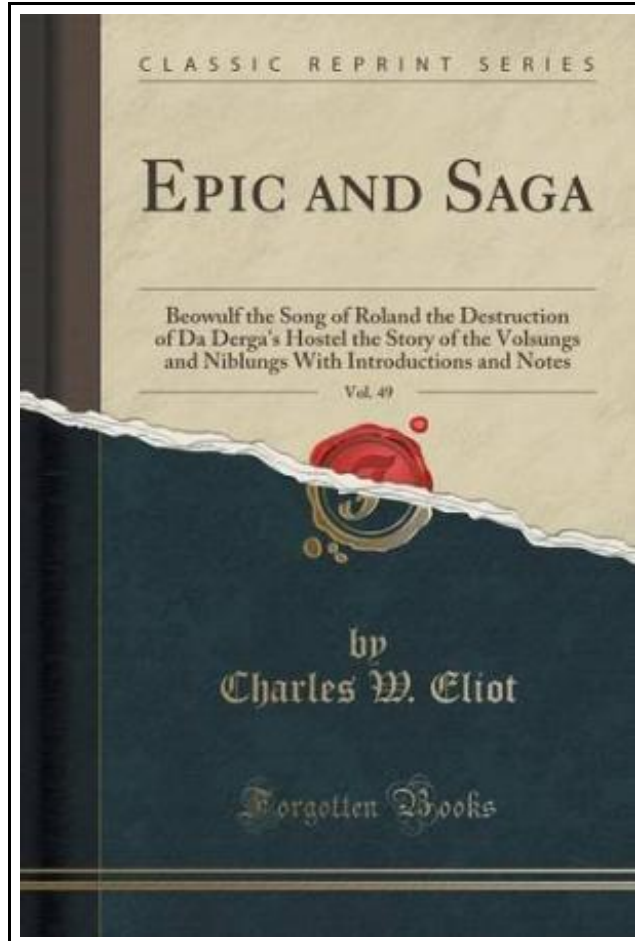 CLASSIC REPRINT SERIES
EPIC AND SAGA
Beowulf the Song of Roland the Destruction
of Da Derga's Hostel the Story of the Volsungs
and Niblungs With Introductions and Notes
Vol. 49
by
Charles W. Eliot
Forgotten Books